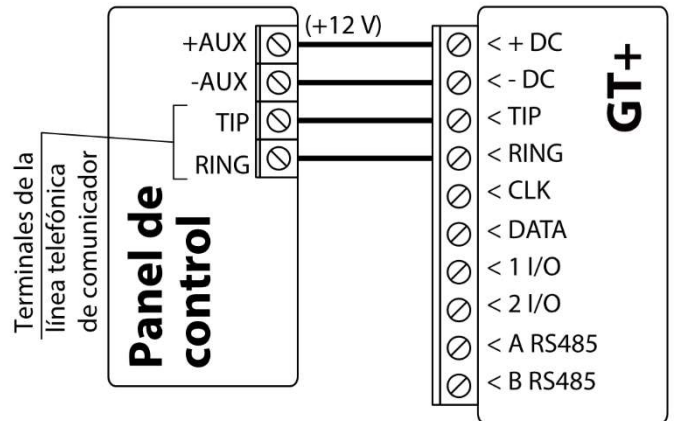 +AUX
-AUX
TIP
RING
(+12 V)
Terminales de la
línea telefónica
de comunicador
Panel de
control
< + DC
< - DC
< TIP
< RING
< CLK
< DATA
< 1 I/O
< 2 I/O
< A RS485
< B RS485
GT+